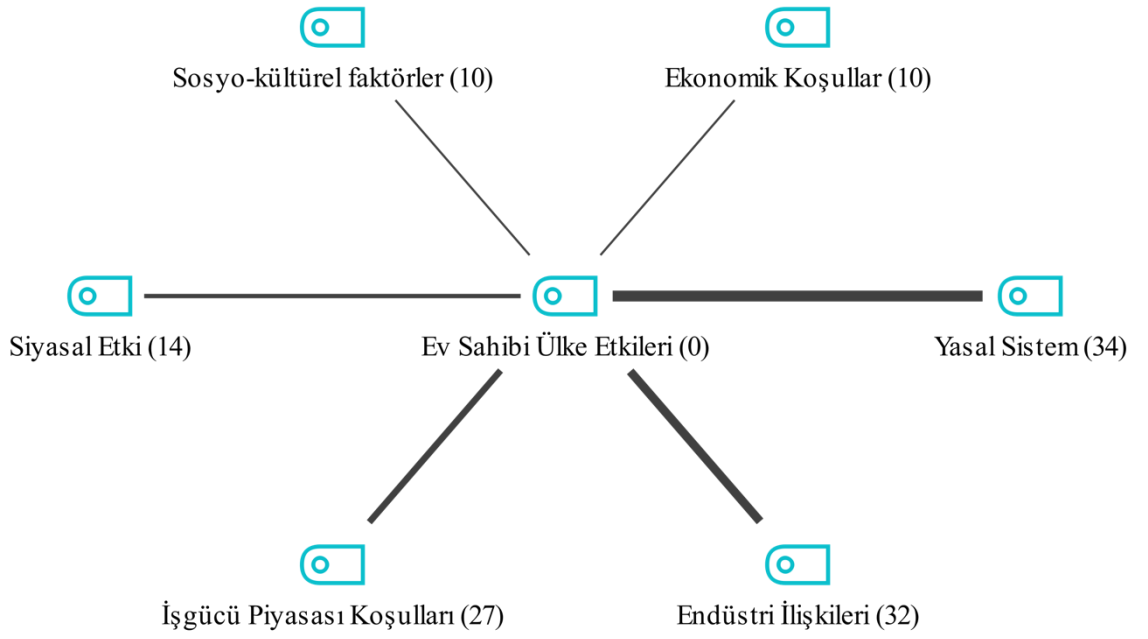 Sosyo-kültürel faktörler (10)
Ekonomik Koşullar (10)
Siyasal Etki (14)
Ev Sahibi Ülke Etkileri (0)
Yasal Sistem (34)
İşgücü Piyasası Koşulları (27)
Endüstri İlişkileri (32)